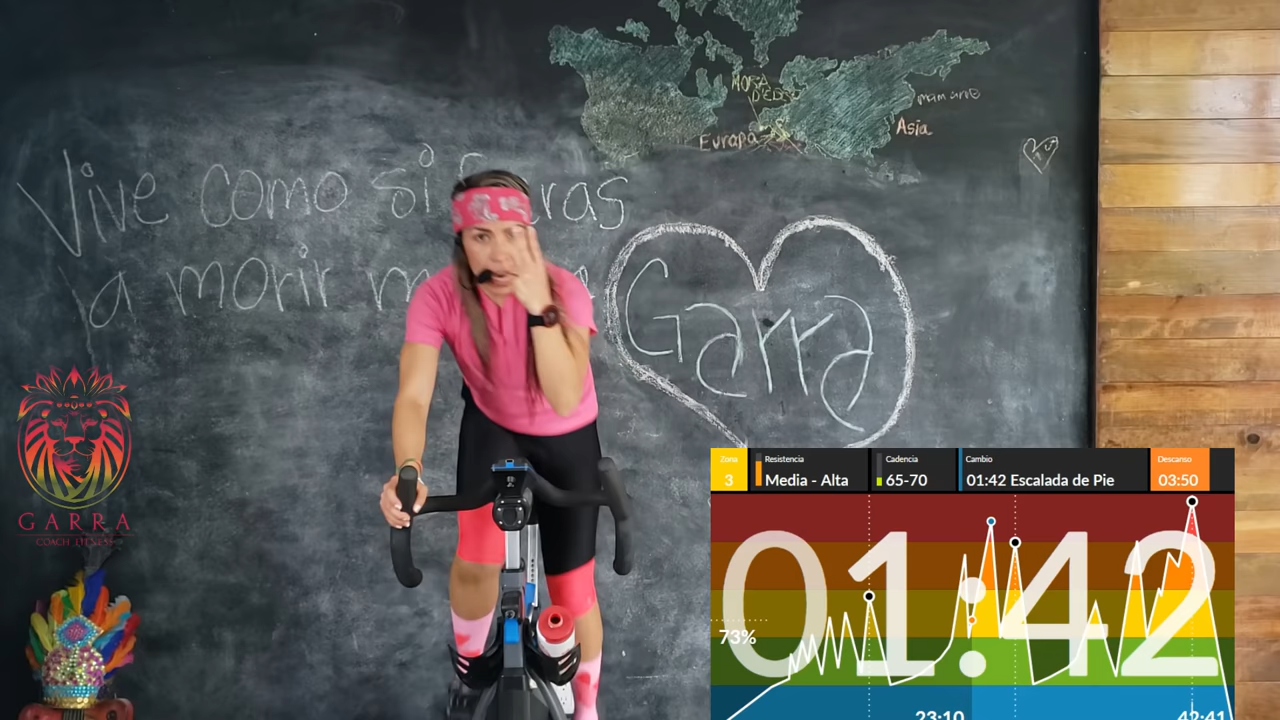 Europa
Asia
Vive como si
a morir
Garra
GARRA
COACH FITNESS
Zona
3
Resistencia
Media - Alta
Cadencia
65-70
Cambio
01:42 Escalada de Pie
Descanso
03:50
01:42
73%
23:10
42:41